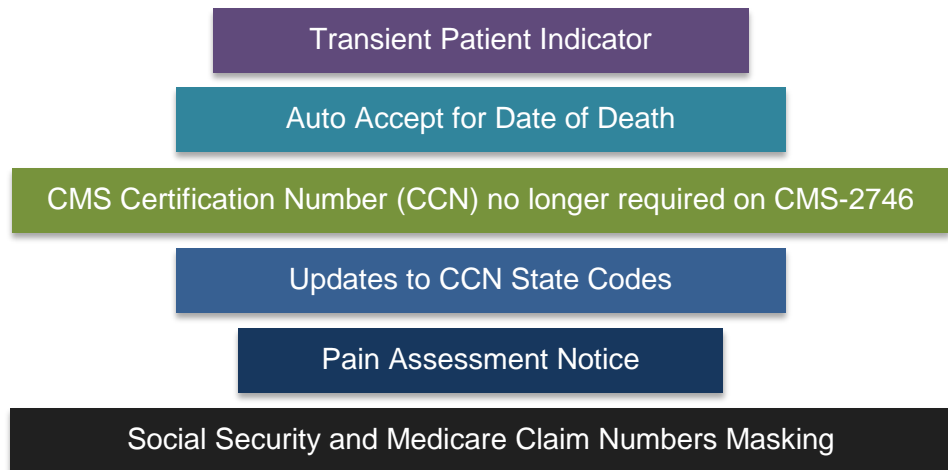 Transient Patient Indicator
Auto Accept for Date of Death
CMS Certification Number (CCN) no longer required on CMS-2746
Updates to CCN State Codes
Pain Assessment Notice
Social Security and Medicare Claim Numbers Masking